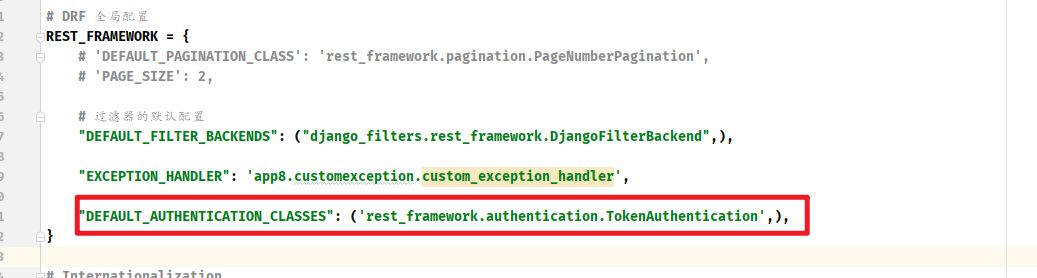 # DRF 全局配置
REST_FRAMEWORK = {
# 'DEFAULT_PAGINATION_CLASS': 'rest_framework.pagination.PageNumberPagination',
# 'PAGE_SIZE': 2,
# 过滤器的默认配置
"DEFAULT_FILTER_BACKENDS": ("django_filters.rest_framework.DjangoFilterBackend",),
"EXCEPTION_HANDLER": 'app8.customexception.custom_exception_handler',
"DEFAULT_AUTHENTICATION_CLASSES": ('rest_framework.authentication.TokenAuthentication',),
}
# Internationalization